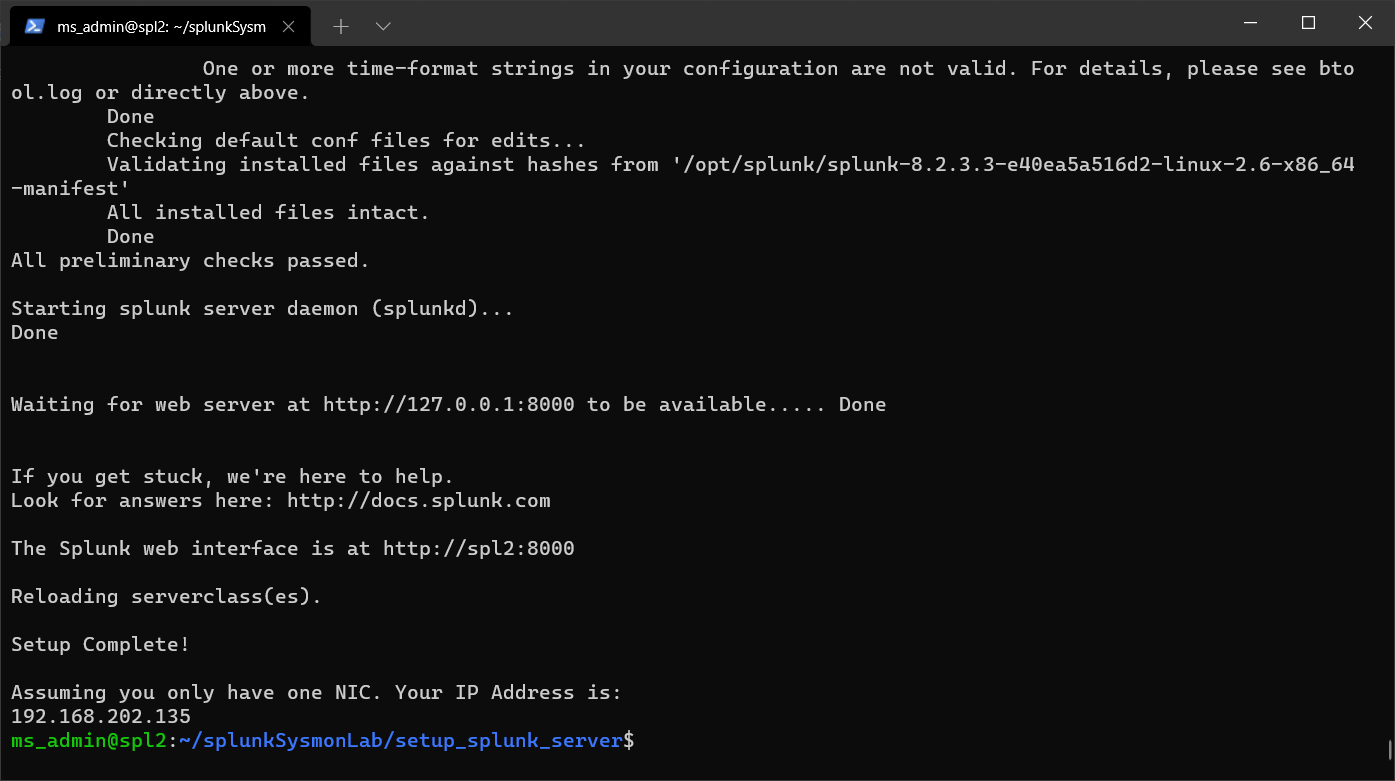 ms_admin@spl2: ~/splunkSysm
One or more time-format strings in your configuration are not valid. For details, please see bto
ol.log or directly above.
Done
Checking default conf files for edits...
Validating installed files against hashes from '/opt/splunk/splunk-8.2.3.3-e40ea5a516d2-linux-2.6-x86_64
-manifest'
All installed files intact.
Done
All preliminary checks passed.
Starting splunk server daemon (splunkd)...
Done
Waiting for web server at http://127.0.0.1:8000 to be available..... Done
If you get stuck, we're here to help.
Look for answers here: http://docs.splunk.com
The Splunk web interface is at http://spl2:8000
Reloading serverclass(es).
Setup Complete!
Assuming you only have one NIC. Your IP Address is:
192.168.202.135
ms_admin@spl2:~/splunkSysmonLab/setup_splunk_server$